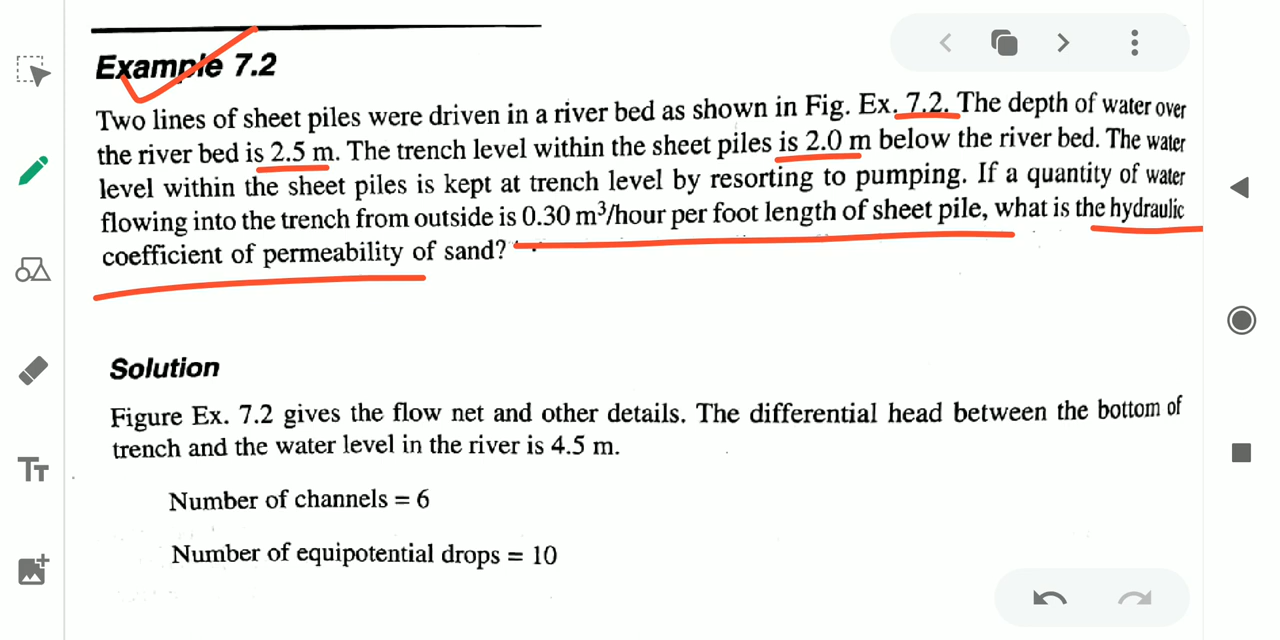 Example 7.2
Two lines of sheet piles were driven in a river bed as shown in Fig. Ex. 7.2. The depth of water over
the river bed is 2.5 m. The trench level within the sheet piles is 2.0 m below the river bed. The water
level within the sheet piles is kept at trench level by resorting to pumping. If a quantity of water
flowing into the trench from outside is 0.30 m³/hour per foot length of sheet pile, what is the hydraulic
coefficient of permeability of sand?
Solution
Figure Ex. 7.2 gives the flow net and other details. The differential head between the bottom of
trench and the water level in the river is 4.5 m.
Number of channels = 6
Number of equipotential drops = 10
TT